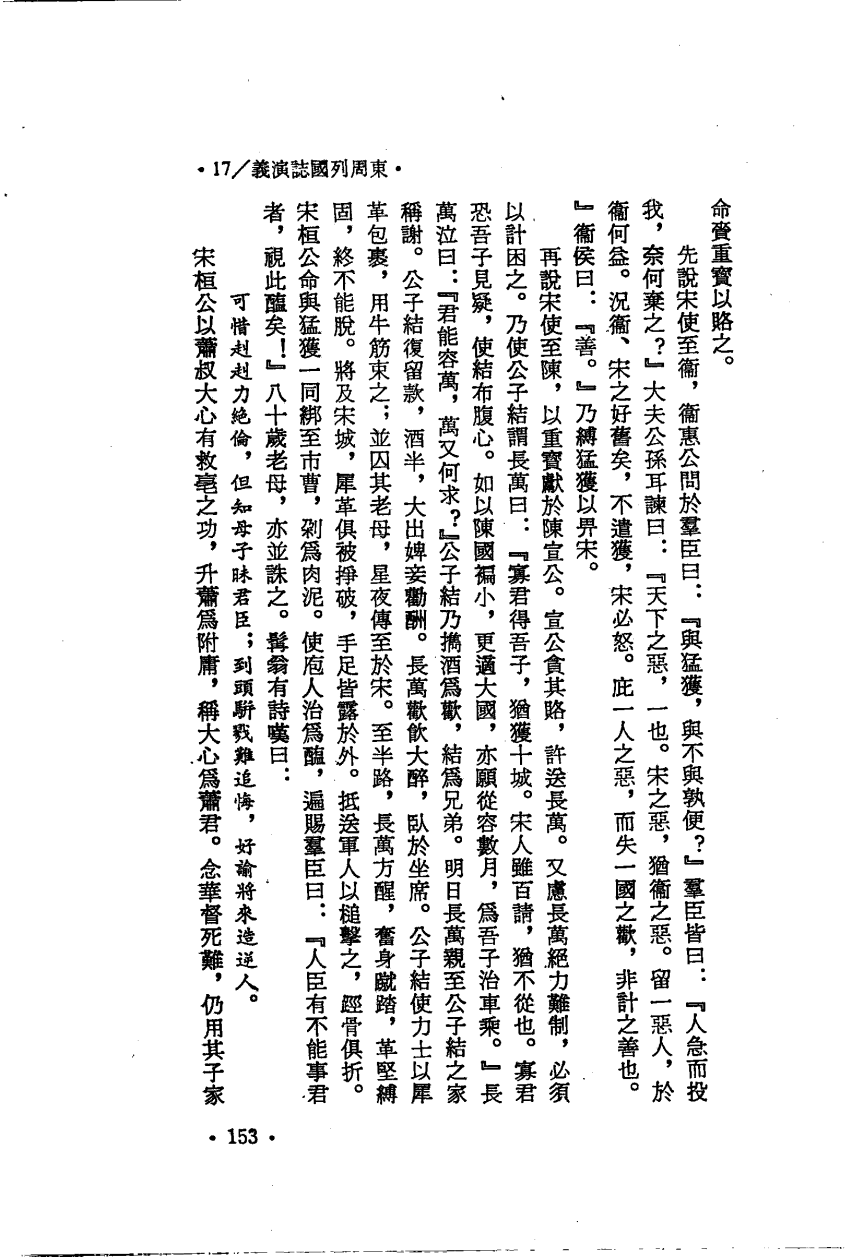 •17/義演誌國列周東•
命賫重寶以賂之。
先說宋使至衞，衞惠公問於羣臣曰：『與猛獲，與不與孰便？』羣臣皆曰：『人急而投
我，奈何棄之？』大夫公孫耳諫曰：『天下之惡，一也。宋之惡，猶衞之惡。留一惡人，於
衞何益。況衞、宋之好舊矣，不遣獲，宋必怒。庇一人之惡，而失一國之歡，非計之善也。
』衞侯曰：『善。』乃縛猛獲以畀宋。
再說宋使至陳，以重寶獻於陳宣公。宣公貪其賂，許送長萬。又慮長萬絕力難制，必須
以計困之。乃使公子結謂長萬曰：『寡君得吾子，猶獲十城。宋人雖百請，猶不從也。寡君
恐吾子見疑，使結布腹心。如以陳國褊小，更適大國，亦願從容數月，爲吾子治車乘。』長
萬泣曰：『君能容萬，萬又何求？』公子結乃攜酒爲歡，結爲兄弟。明日長萬親至公子結之家
稱謝。公子結復留款，酒半，大出婢妾勸酬。長萬歡飲大醉，臥於坐席。公子結使力士以犀
革包裹，用牛筋束之；並囚其老母，星夜傳至於宋。至半路，長萬方醒，奮身蹴踏，革堅縛
固，終不能脫。將及宋城，犀革俱被掙破，手足皆露於外。抵送軍人以槌擊之，脛骨俱折。
宋桓公命與猛獲一同綁至市曹，剁爲肉泥。使庖人治爲醢，遍賜羣臣曰：『人臣有不能事君
者，視此醢矣！』八十歲老母，亦並誅之。髯翁有詩嘆曰：
可惜赳赳力絕倫，但知母子昧君臣；到頭駢戮難追悔，好諭將來造逆人。
宋桓公以蕭叔大心有救亳之功，升蕭爲附庸，稱大心爲蕭君。念華督死難，仍用其子家
•153•